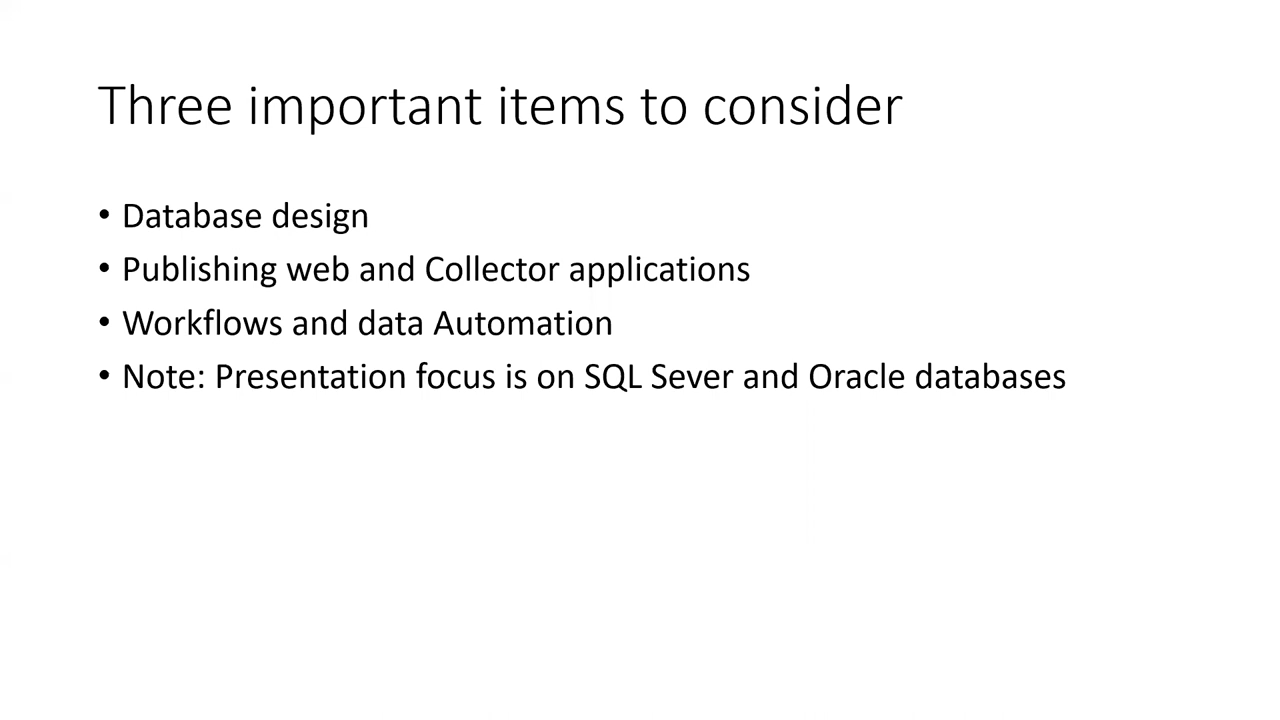 Three important items to consider
• Database design
• Publishing web and Collector applications
• Workflows and data Automation
• Note: Presentation focus is on SQL Sever and Oracle databases